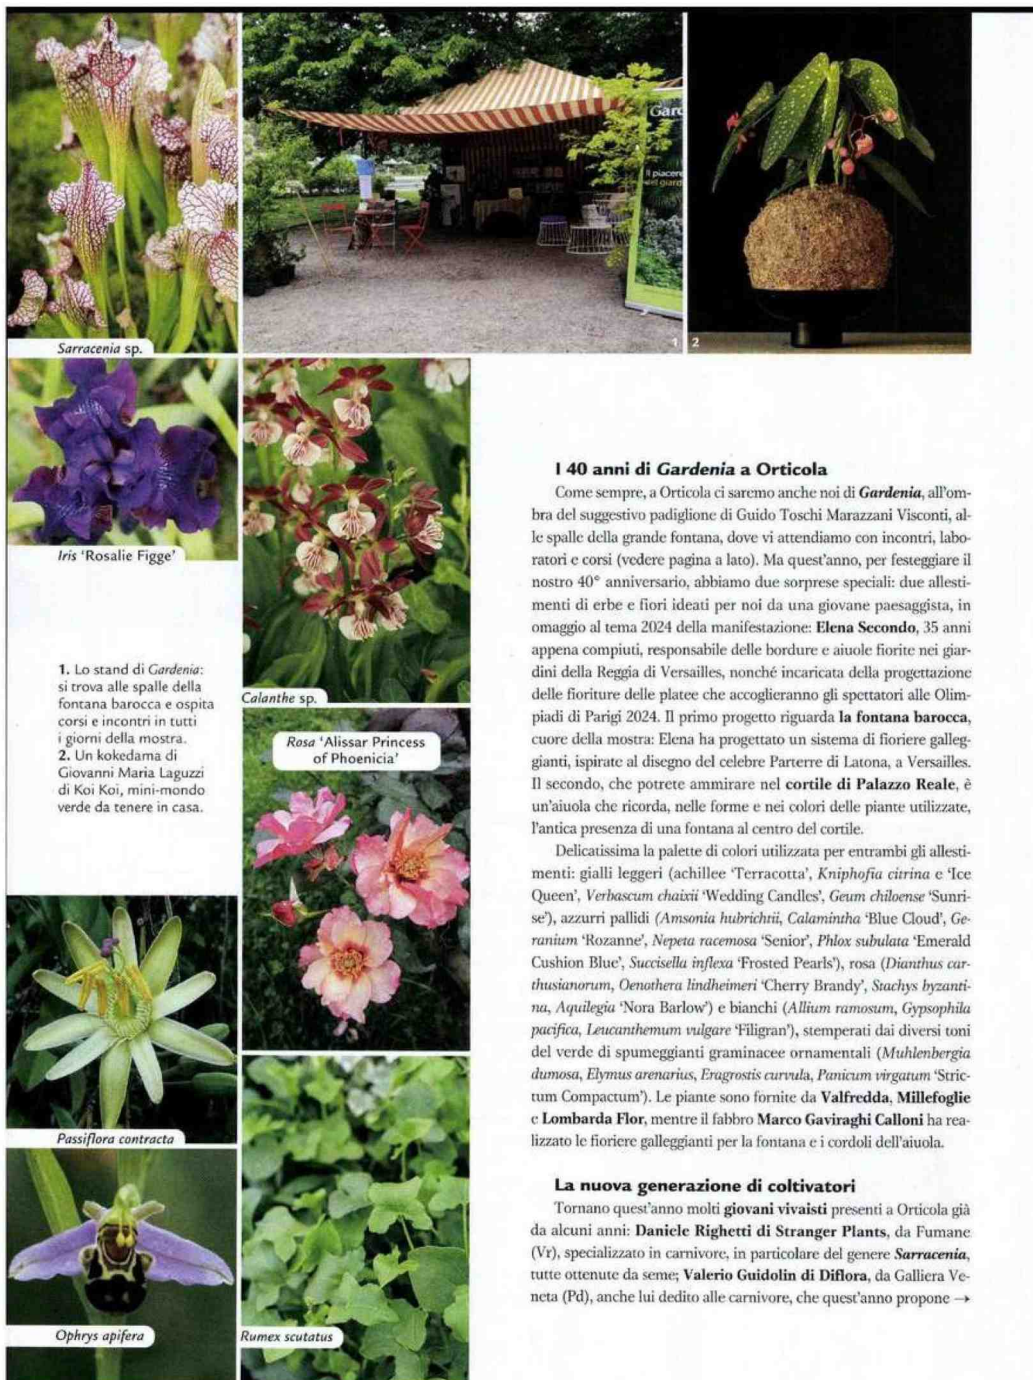 Gard
Il piacere
del giard
1
2
Sarracenia sp.
Iris 'Rosalie Figge'
Calanthe sp.
1. Lo stand di Gardenia:
si trova alle spalle della
fontana barocca e ospita
corsi e incontri in tutti
i giorni della mostra.
2. Un kokedama di
Giovanni Maria Laguzzi
di Koi Koi, mini-mondo
verde da tenere in casa.
Rosa 'Alissar Princess
of Phoenicia'
Passiflora contracta
Ophrys apifera
Rumex scutatus
I 40 anni di Gardenia a Orticola
Come sempre, a Orticola ci saremo anche noi di Gardenia, all'om-
bra del suggestivo padiglione di Guido Toschi Marazzani Visconti, al-
le spalle della grande fontana, dove vi attendiamo con incontri, labo-
ratori e corsi (vedere pagina a lato). Ma quest'anno, per festeggiare il
nostro 40° anniversario, abbiamo due sorprese speciali: due allesti-
menti di erbe e fiori ideati per noi da una giovane paesaggista, in
omaggio al tema 2024 della manifestazione: Elena Secondo, 35 anni
appena compiuti, responsabile delle bordure e aiuole fiorite nei giar-
dini della Reggia di Versailles, nonché incaricata della progettazione
delle fioriture delle platee che accoglieranno gli spettatori alle Olim-
piadi di Parigi 2024. Il primo progetto riguarda la fontana barocca,
cuore della mostra: Elena ha progettato un sistema di fioriere galleg-
gianti, ispirate al disegno del celebre Parterre di Latona, a Versailles.
Il secondo, che potrete ammirare nel cortile di Palazzo Reale, è
un'aiuola che ricorda, nelle forme e nei colori delle piante utilizzate,
l'antica presenza di una fontana al centro del cortile.
Delicatissima la palette di colori utilizzata per entrambi gli allesti-
menti: gialli leggeri (achillee 'Terracotta', Kniphofia citrina e 'Ice
Queen', Verbascum chaixii 'Wedding Candles', Geum chiloense 'Sunri-
se'), azzurri pallidi (Amsonia hubrichtii, Calamintha 'Blue Cloud', Ge-
ranium 'Rozanne', Nepeta racemosa 'Senior', Phlox subulata 'Emerald
Cushion Blue', Succisella inflexa 'Frosted Pearls'), rosa (Dianthus car-
thusianorum, Oenothera lindheimeri 'Cherry Brandy', Stachys byzanti-
na, Aquilegia 'Nora Barlow') e bianchi (Allium ramosum, Gypsophila
pacifica, Leucanthemum vulgare 'Filigran'), stemperati dai diversi toni
del verde di spumeggianti graminacee ornamentali (Muhlenbergia
dumosa, Elymus arenarius, Eragrostis curvula, Panicum virgatum 'Stric-
tum Compactum'). Le piante sono fornite da Valfredda, Millefoglie
e Lombarda Flor, mentre il fabbro Marco Gaviraghi Calloni ha rea-
lizzato le fioriere galleggianti per la fontana e i cordoli dell'aiuola.
La nuova generazione di coltivatori
Tornano quest'anno molti giovani vivaisti presenti a Orticola già
da alcuni anni: Daniele Righetti di Stranger Plants, da Fumane
(Vr), specializzato in carnivore, in particolare del genere Sarracenia,
tutte ottenute da seme; Valerio Guidolin di Diflora, da Galliera Ve-
neta (Pd), anche lui dedito alle carnivore, che quest'anno propone →